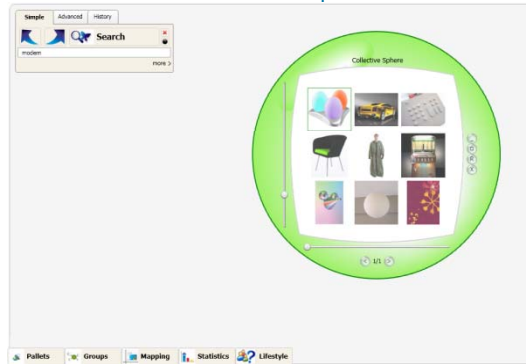 Simple Advanced History
Search
modern
more >
Collective Sphere
1/1
Pallets Groups Mapping Statistics Lifestyle